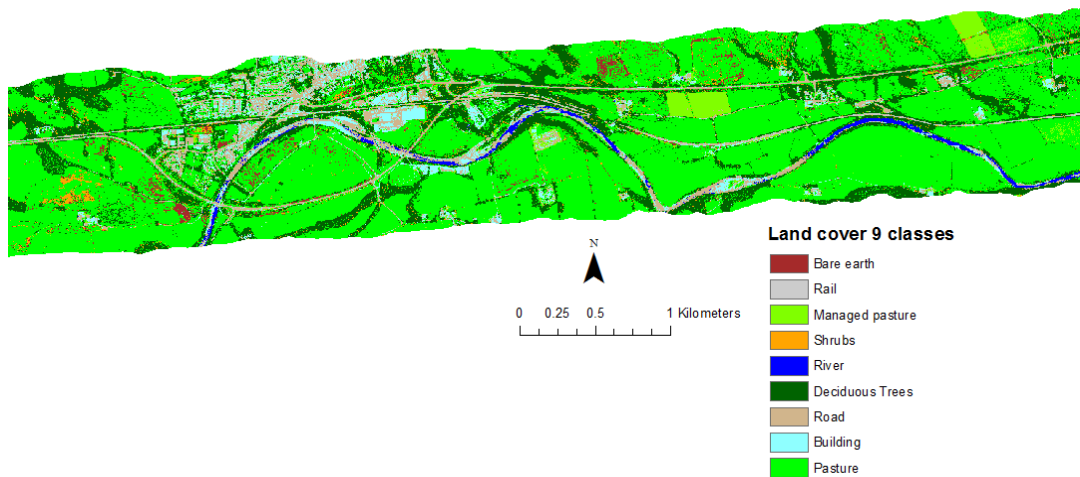 Land cover 9 classes
N
Bare earth
Rail
0 0.25 0.5 1 Kilometers
Managed pasture
Shrubs
River
Deciduous Trees
Road
Building
Pasture